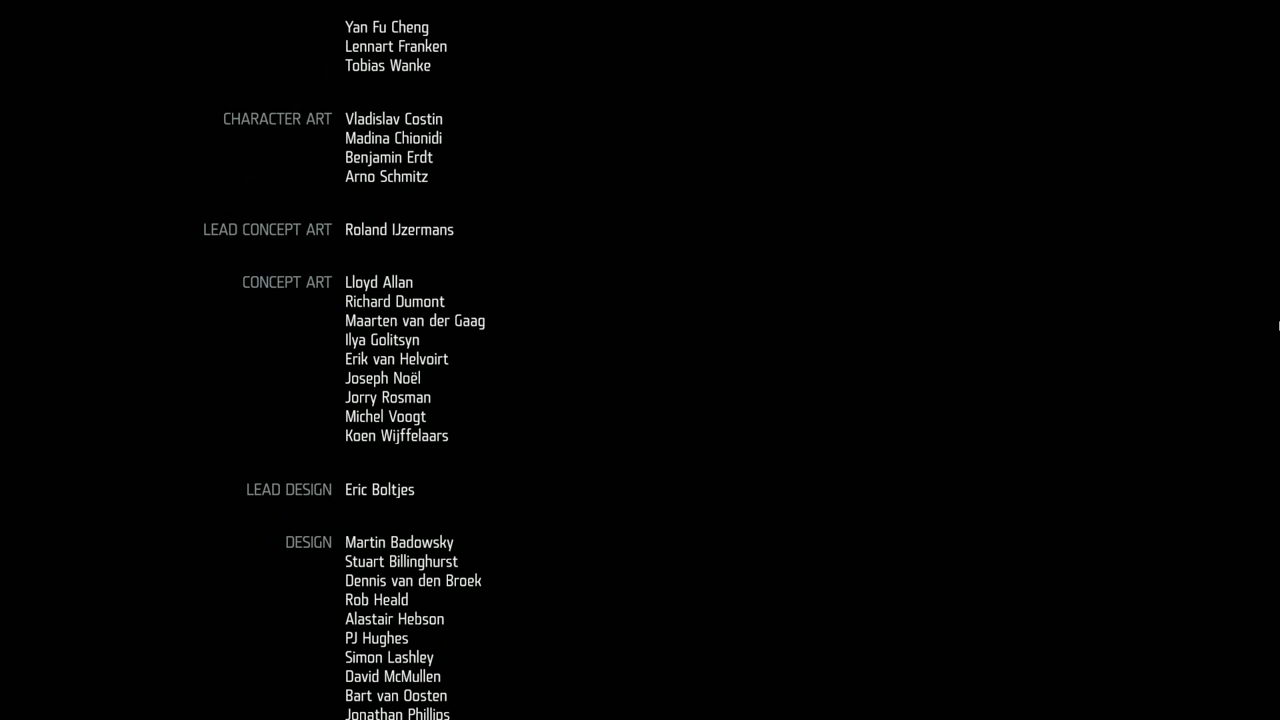 Yan Fu Cheng
Lennart Franken
Tobias Wanke
CHARACTER ART Vladislav Costin
Madina Chionidi
Benjamin Erdt
Arno Schmitz
LEAD CONCEPT ART Roland IJzermans
CONCEPT ART Lloyd Allan
Richard Dumont
Maarten van der Gaag
Ilya Golitsyn
Erik van Helvoirt
Joseph Noël
Jorry Rosman
Michel Voogt
Koen Wijffelaars
LEAD DESIGN Eric Boltjes
DESIGN Martin Badowsky
Stuart Billinghurst
Dennis van den Broek
Rob Heald
Alastair Hebson
PJ Hughes
Simon Lashley
David McMullen
Bart van Oosten
Jonathan Phillips